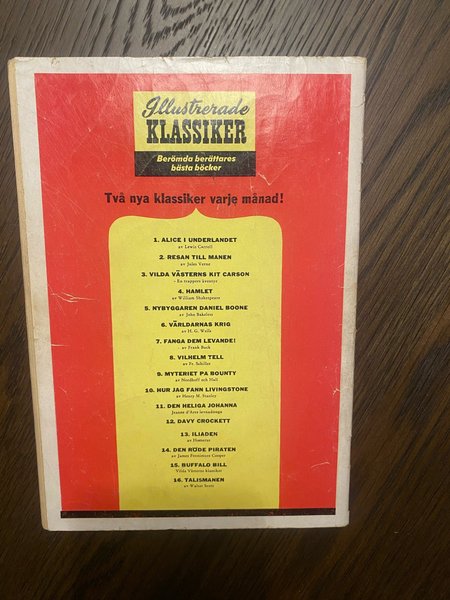 Illustrerade
KLASSIKER
Berömda berättares
bästa böcker
Två nya klassiker varje månad!
1. ALICE I UNDERLANDET
av Lewis Carroll
2. RESAN TILL MÅNEN
av Jules Verne
3. VILDA VÄSTERNS KIT CARSON
- En trappers äventyr
4. HAMLET
av William Shakespeare
5. NYBYGGAREN DANIEL BOONE
av John Bakeless
6. VÄRLDARNAS KRIG
av H. G. Wells
7. FÅNGA DEM LEVANDE!
av Frank Buck
8. VILHELM TELL
av Fr. Schiller
9. MYTERIET PÅ BOUNTY
av Nordhoff och Hall
10. HUR JAG FANN LIVINGSTONE
av Henry M. Stanley
11. DEN HELIGA JOHANNA
Jeanne d'Arcs levnadssaga
12. DAVY CROCKETT
13. ILIADEN
av Homeros
14. DEN RÖDE PIRATEN
av James Fenimore Cooper
15. BUFFALO BILL
Vilda Västerns klassiker
16. TALISMANEN
av Walter Scott